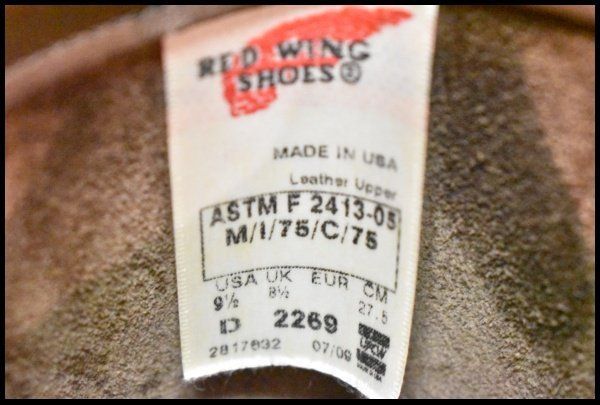 RED WING
SHOES®
MADE IN USA
Leather Upper
ASTM F 2413-05
M/I/75/C/75
USA UK EUR CM
9½ 8½ 27.5
D 2269
2817832 07/09